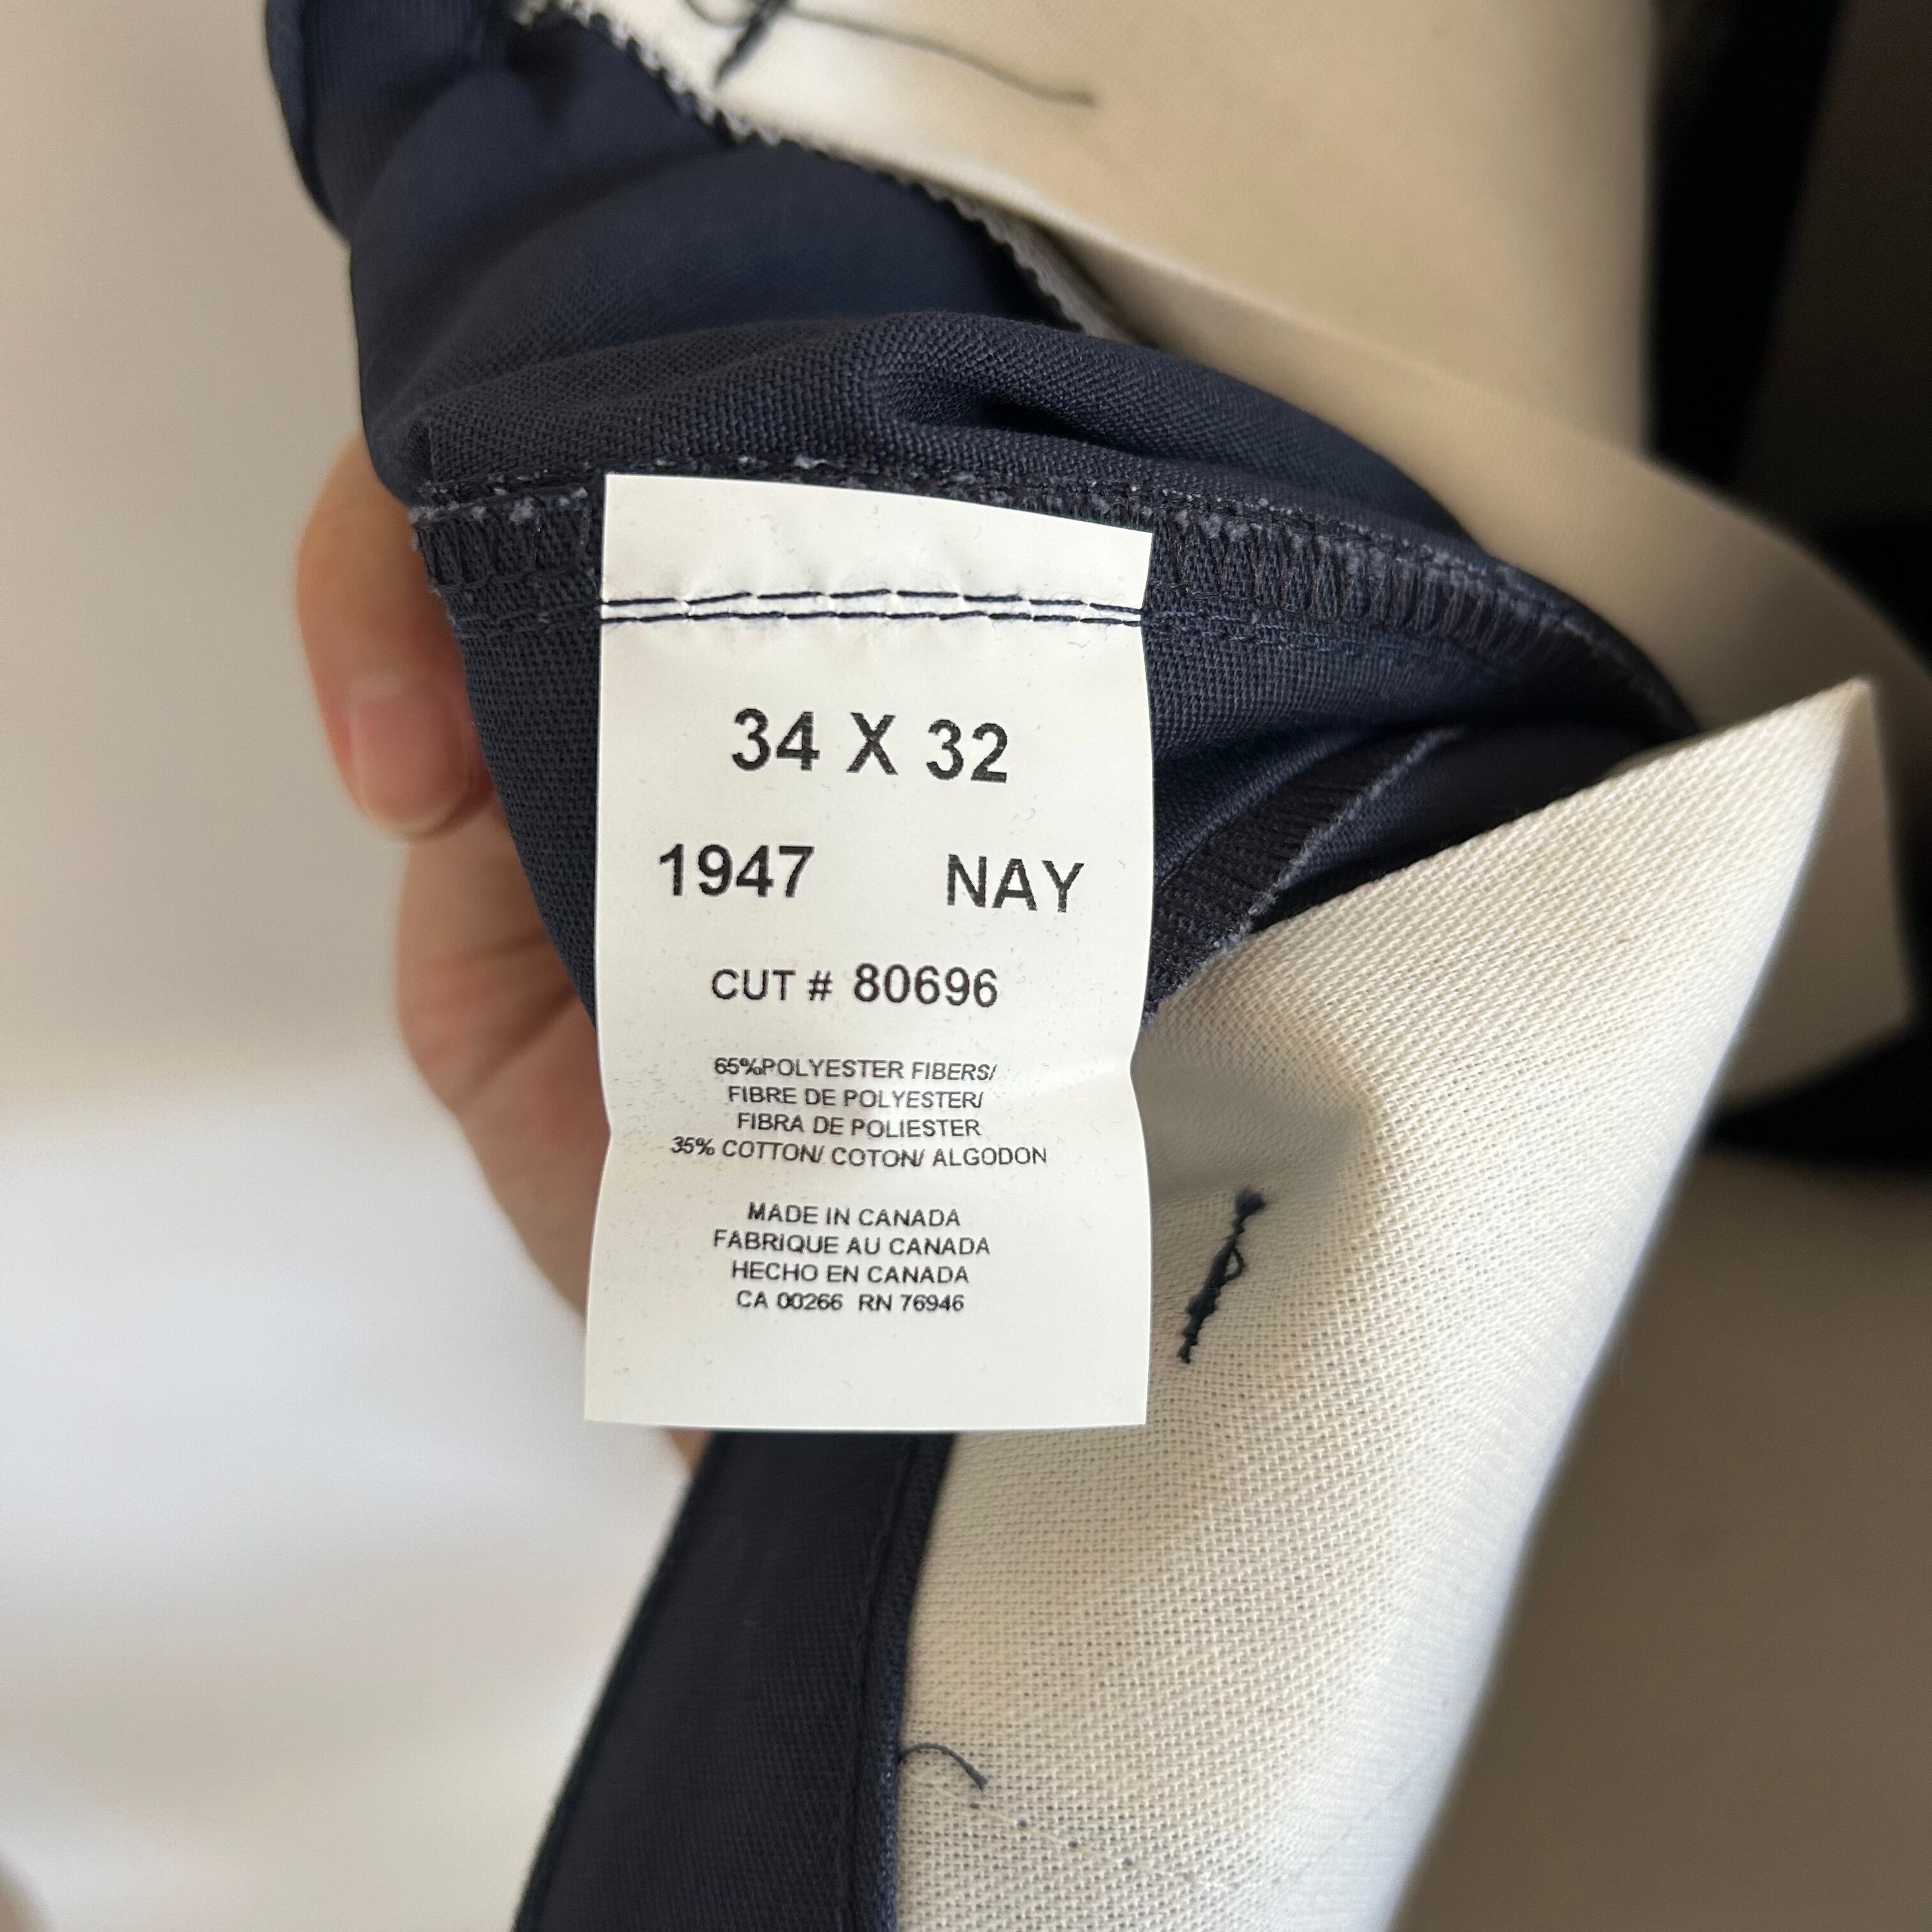 34 X 32
1947 NAY
CUT # 80696
65%POLYESTER FIBERS/
FIBRE DE POLYESTER/
FIBRA DE POLIESTER
35% COTTON/ COTON/ ALGODON
MADE IN CANADA
FABRIQUE AU CANADA
HECHO EN CANADA
CA 00266 RN 76946